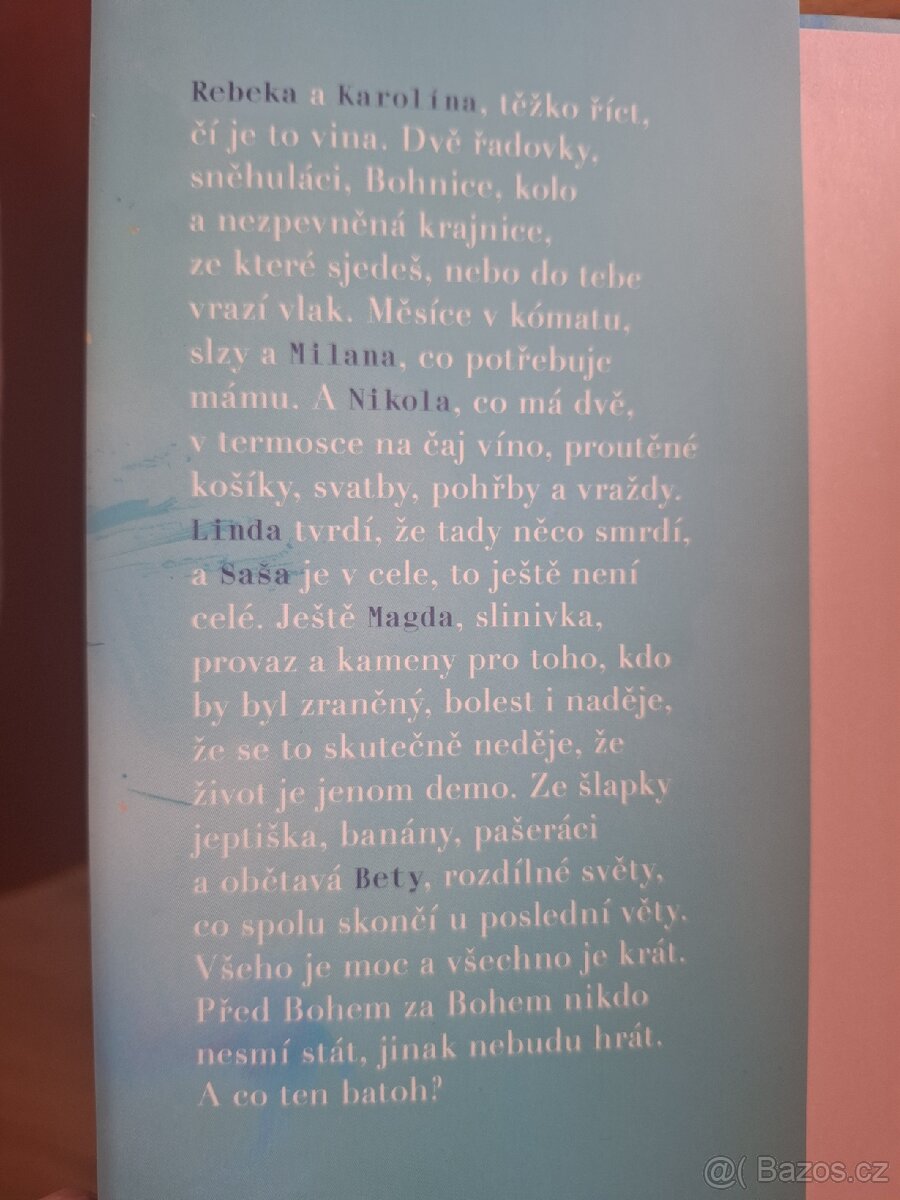 Rebeka a Karolína, těžko říct,
čí je to vina. Dvě řadovky,
sněhuláci, Bohnice, kolo
a nezpevněná krajnice,
ze které sjedeš, nebo do tebe
vrazí vlak. Měsíce v kómatu,
slzy a Milana, co potřebuje
mámu. A Nikola, co má dvě,
v termosce na čaj víno, proutěné
košíky, svatby, pohřby a vraždy.
Linda tvrdí, že tady něco smrdí,
a Saša je v cele, to ještě není
celé. Ještě Magda, slinivka,
provaz a kameny pro toho, kdo
by byl zraněný, bolest i naděje,
že se to skutečně neděje, že
život je jenom demo. Ze šlapky
jeptiška, banány, pašeráci
a obětavá Bety, rozdílné světy,
co spolu skončí u poslední věty.
Všeho je moc a všechno je krát.
Před Bohem za Bohem nikdo
nesmí stát, jinak nebudu hrát.
A co ten batoh?
@( Bazos.cz